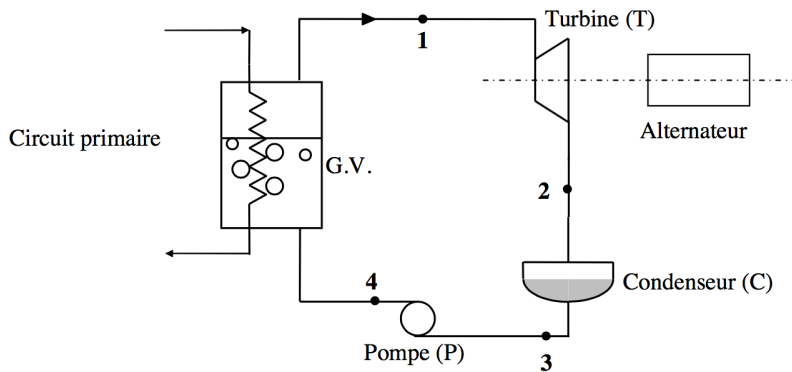 Turbine (T)
1
Alternateur
Circuit primaire
G.V.
2
4
Condenseur (C)
Pompe (P)
3